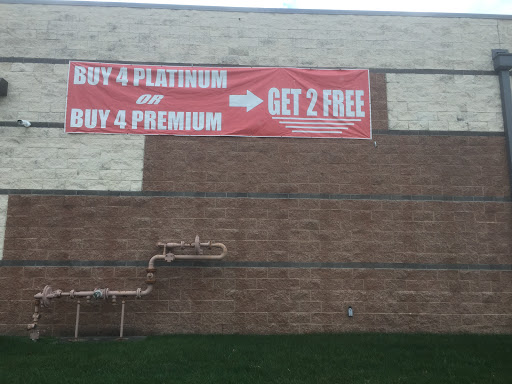 BUY 4 PLATINUM
OR
BUY 4 PREMIUM
GET 2 FREE